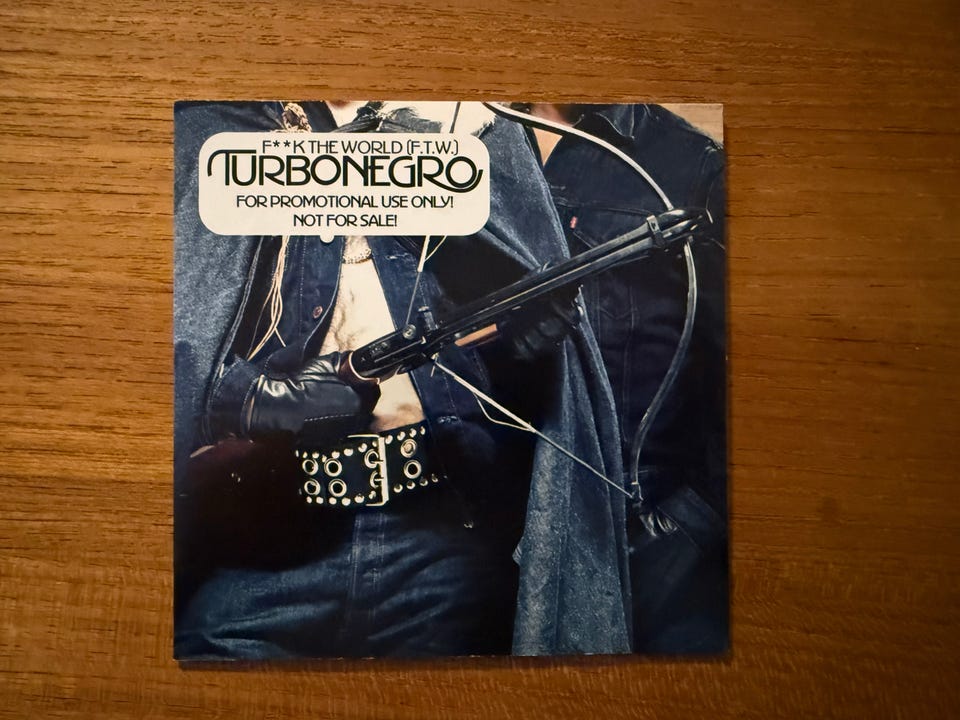 F**K THE WORLD (F.T.W.)
TURBONEGRO
FOR PROMOTIONAL USE ONLY!
NOT FOR SALE!